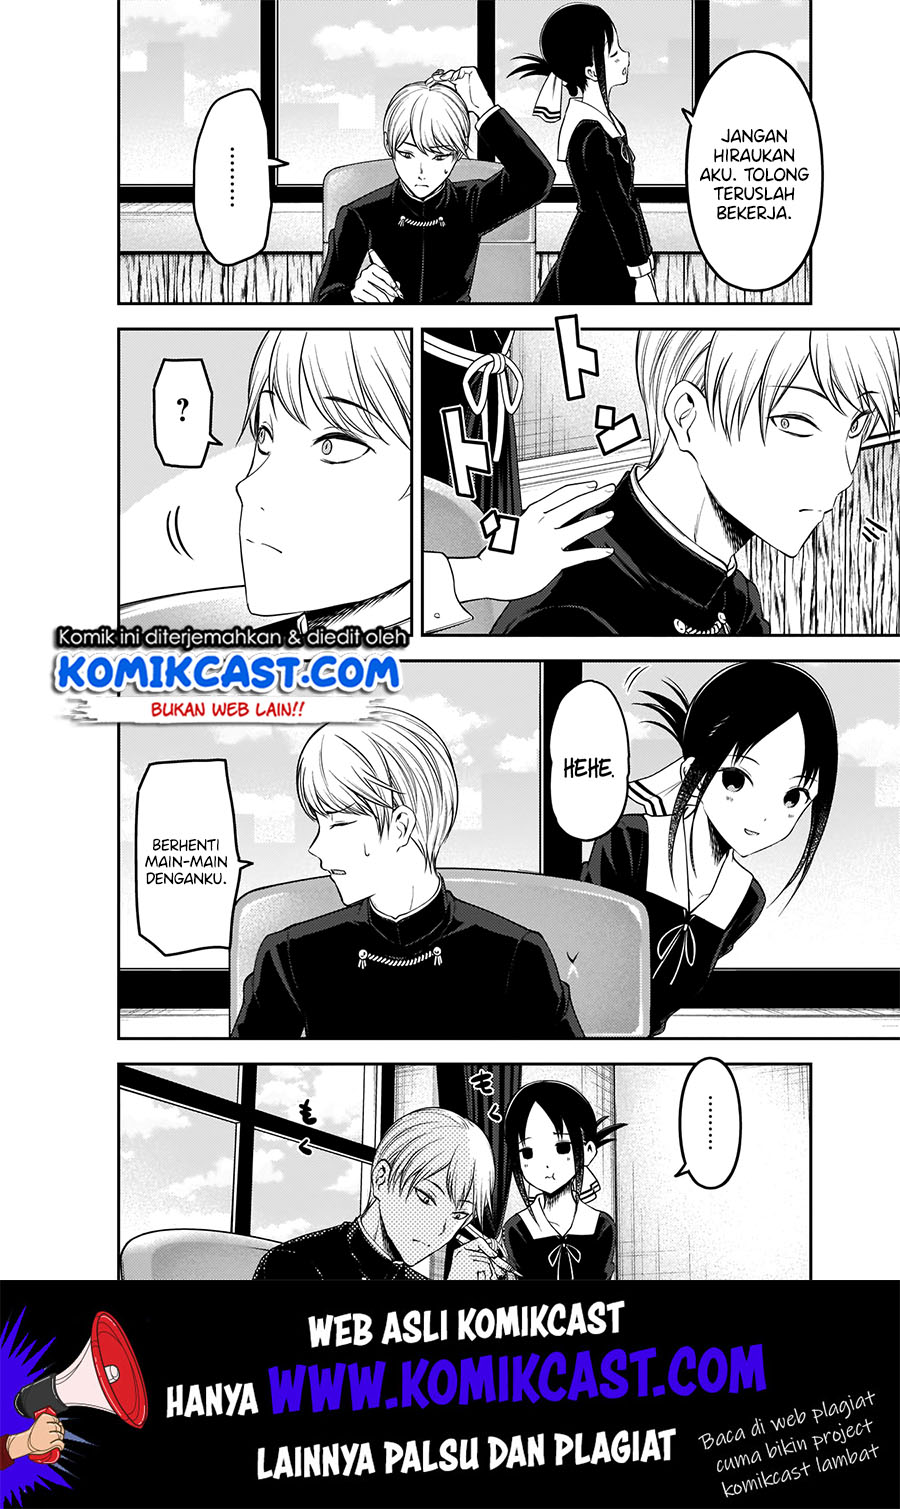 JANGAN
HIRAUKAN
AKU. TOLONG
TERUSLAH
BEKERJA.
………
トントン
?
Komik ini diterjemahkan & diedit oleh
KOMIKCAST.COM
BUKAN WEB LAIN!!
HEHE.
BERHENTI
MAIN-MAIN
DENGANKU.
………
もく
もく
WEB ASLI KOMIKCAST
HANYA WWW.KOMIKCAST.COM
LAINNYA PALSU DAN PLAGIAT
Baca di web plagiat
cuma bikin project
komikcast lambat